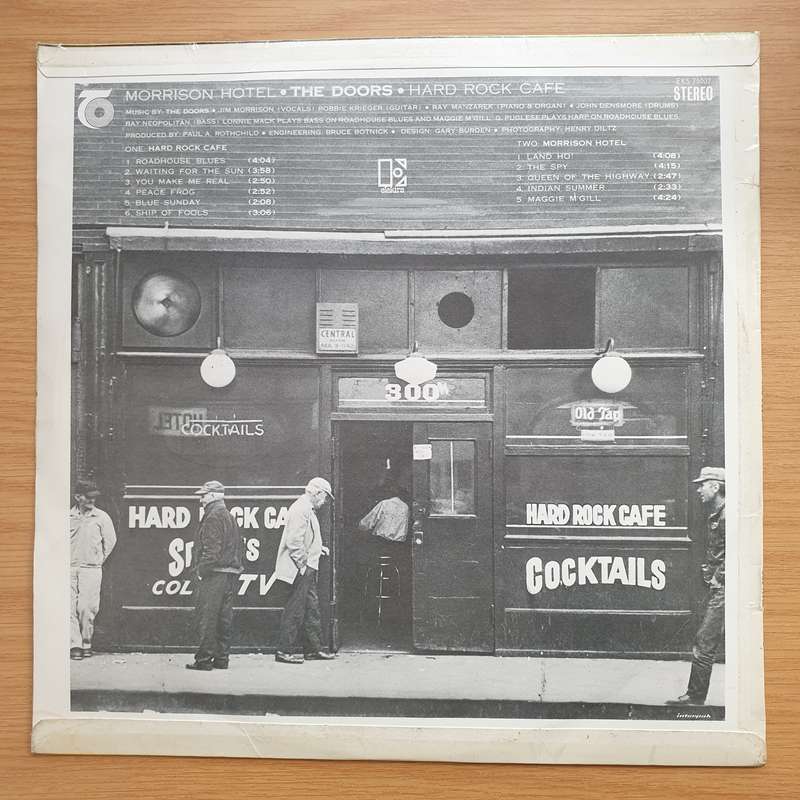 EKS 75007
MORRISON HOTEL • THE DOORS • HARD ROCK CAFE
STEREO
MUSIC BY: THE DOORS • JIM MORRISON (VOCALS) ROBBIE KRIEGER (GUITAR) • RAY MANZAREK (PIANO & ORGAN) • JOHN DENSMORE (DRUMS)
RAY NEOPOLITAN (BASS) LONNIE MACK PLAYS BASS ON ROADHOUSE BLUES AND MAGGIE M'GILL. G. PUGLESE PLAYS HARP ON ROADHOUSE BLUES.
PRODUCED BY: PAUL A. ROTHCHILD • ENGINEERING: BRUCE BOTNICK • DESIGN: GARY BURDEN • PHOTOGRAPHY: HENRY DILTZ
ONE HARD ROCK CAFE
1. ROADHOUSE BLUES (4:04)
2. WAITING FOR THE SUN (3:58)
3. YOU MAKE ME REAL (2:50)
4. PEACE FROG (2:52)
5. BLUE SUNDAY (2:08)
6. SHIP OF FOOLS (3:06)
elektra
TWO MORRISON HOTEL
1. LAND HO! (4:08)
2. THE SPY (4:15)
3. QUEEN OF THE HIGHWAY (2:47)
4. INDIAN SUMMER (2:33)
5. MAGGIE M'GILL (4:24)
CENTRAL
300
Old Tap
HOTEL
COCKTAILS
HARD ROCK CAFE
COL TV
HARD ROCK CAFE
COCKTAILS